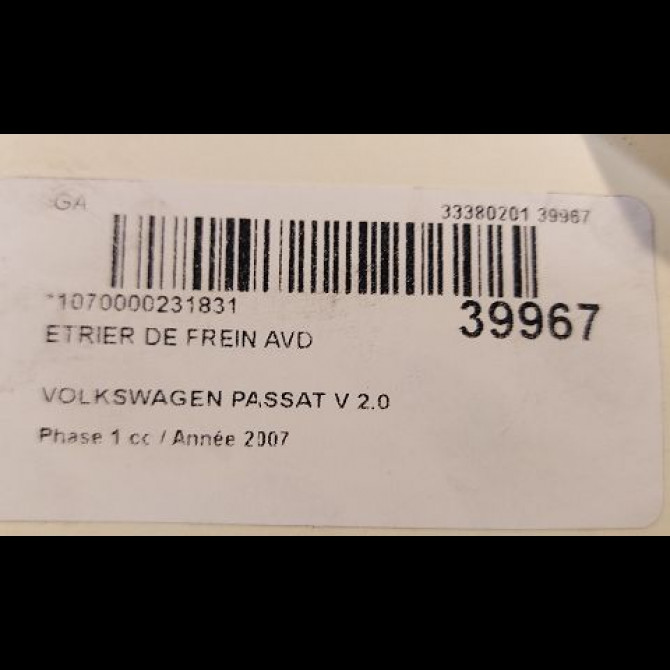 GA
33380201 39967
*1070000231831
39967
ETRIER DE FREIN AVD
VOLKSWAGEN PASSAT V 2.0
Phase 1 cc / Année 2007